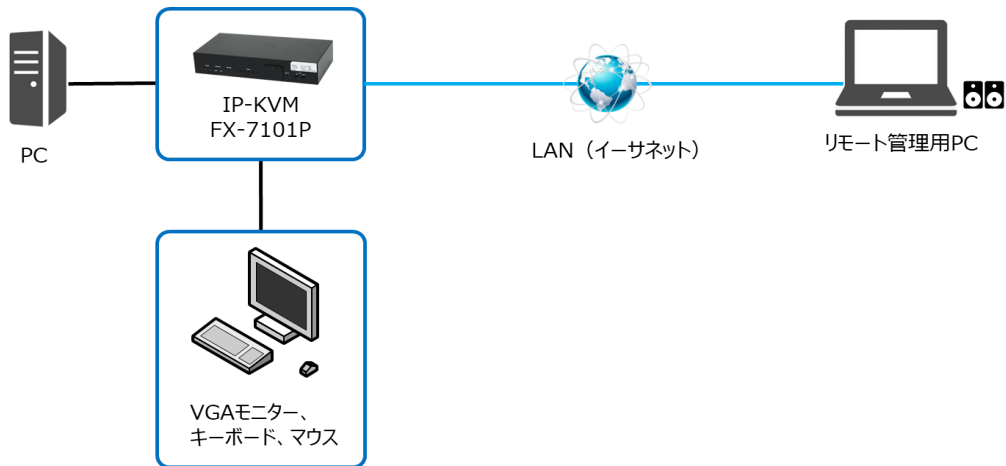 IP-KVM
FX-7101P
PC
LAN（イーサネット）
リモート管理用PC
VGAモニター、
キーボード、マウス